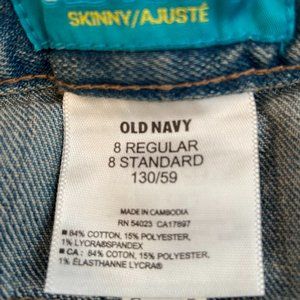 SKINNY/AJUSTÉ
OLD NAVY
8 REGULAR
8 STANDARD
130/59
MADE IN CAMBODIA
RN 54023 CA17897
■ 84% COTTON, 15% POLYESTER,
1% LYCRA®SPANDEX
■ CA : 84% COTON, 15% POLYESTER,
1% ÉLASTHANNE LYCRA®